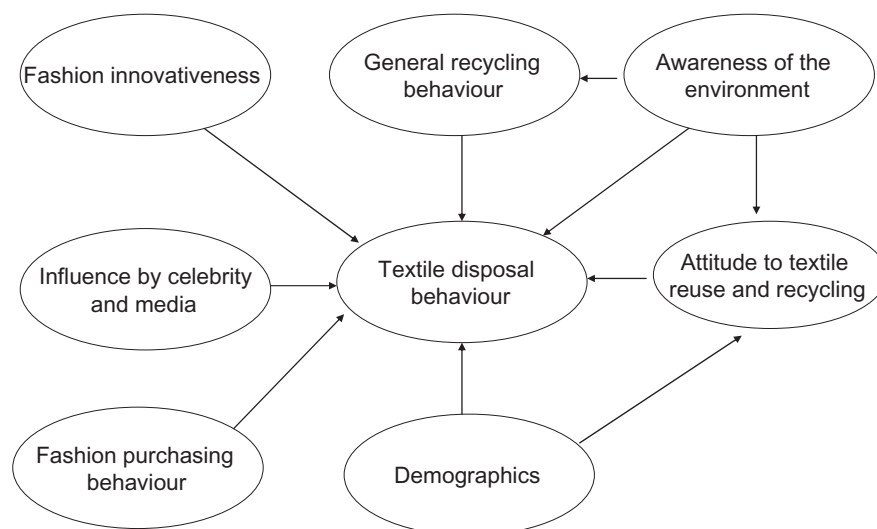 Fashion innovativeness
General recycling
behaviour
Awareness of the
environment
Influence by celebrity
and media
Textile disposal
behaviour
Attitude to textile
reuse and recycling
Fashion purchasing
behaviour
Demographics